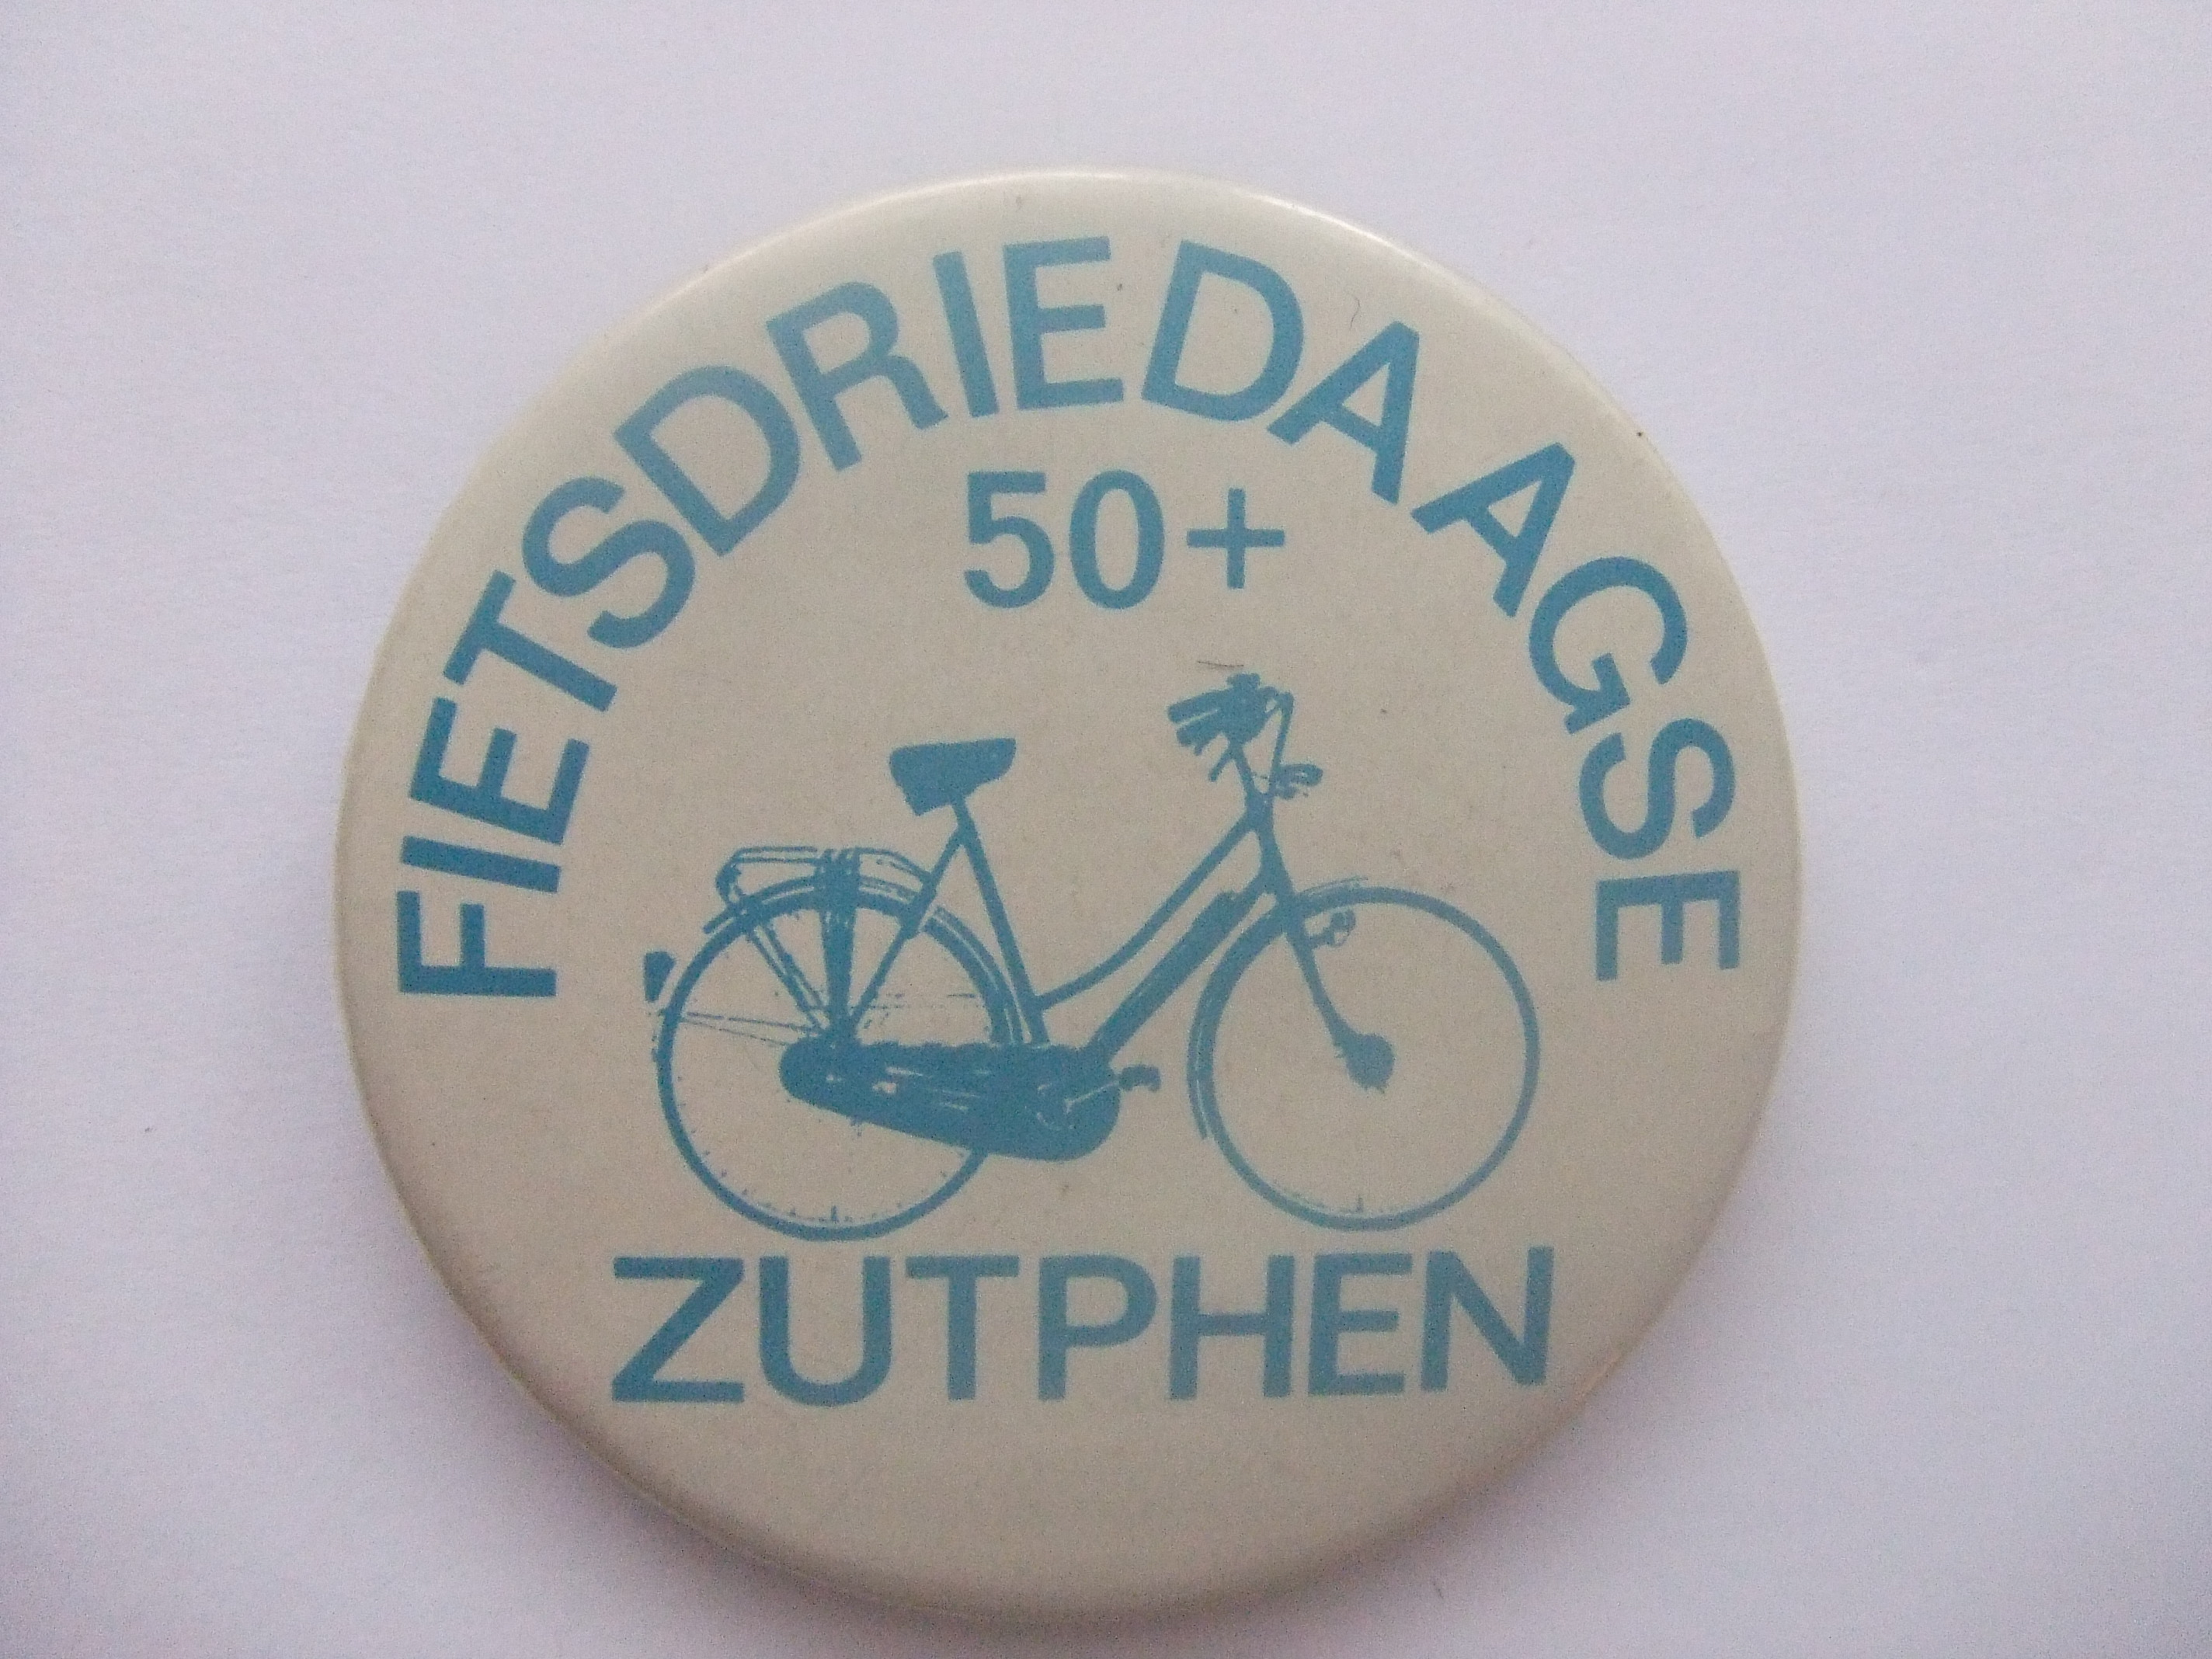 FIETSDRIEDAAGSE
50+
ZUTPHEN